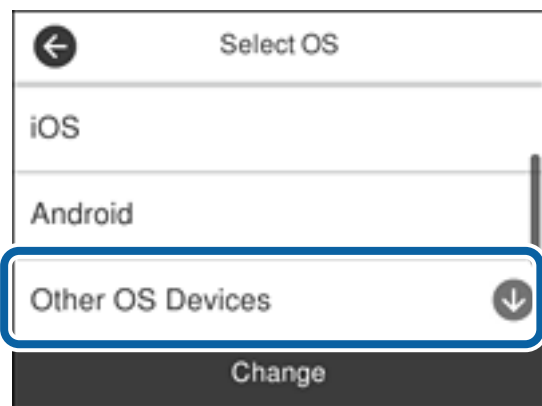 Select OS
iOS
Android
Other OS Devices
Change